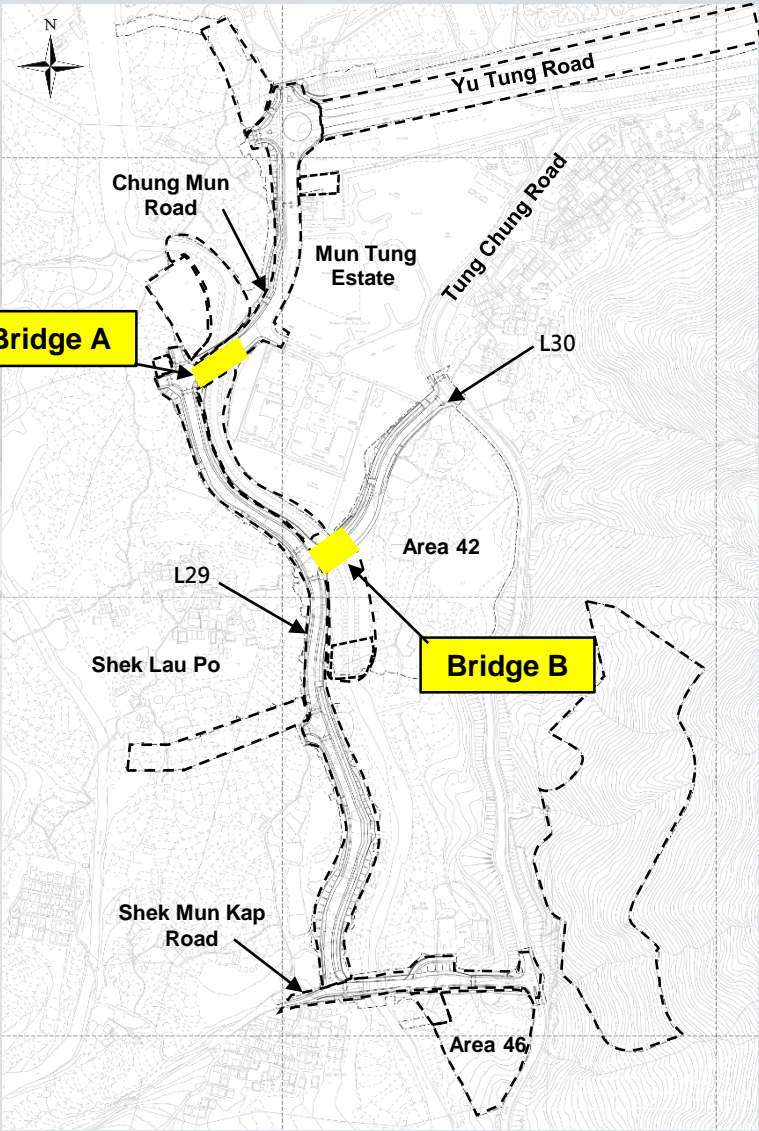 N
Yu Tung Road
Chung Mun
Road
Tung Chung Road
Mun Tung
Estate
Bridge A
L30
Area 42
L29
Bridge B
Shek Lau Po
Shek Mun Kap
Road
Area 46